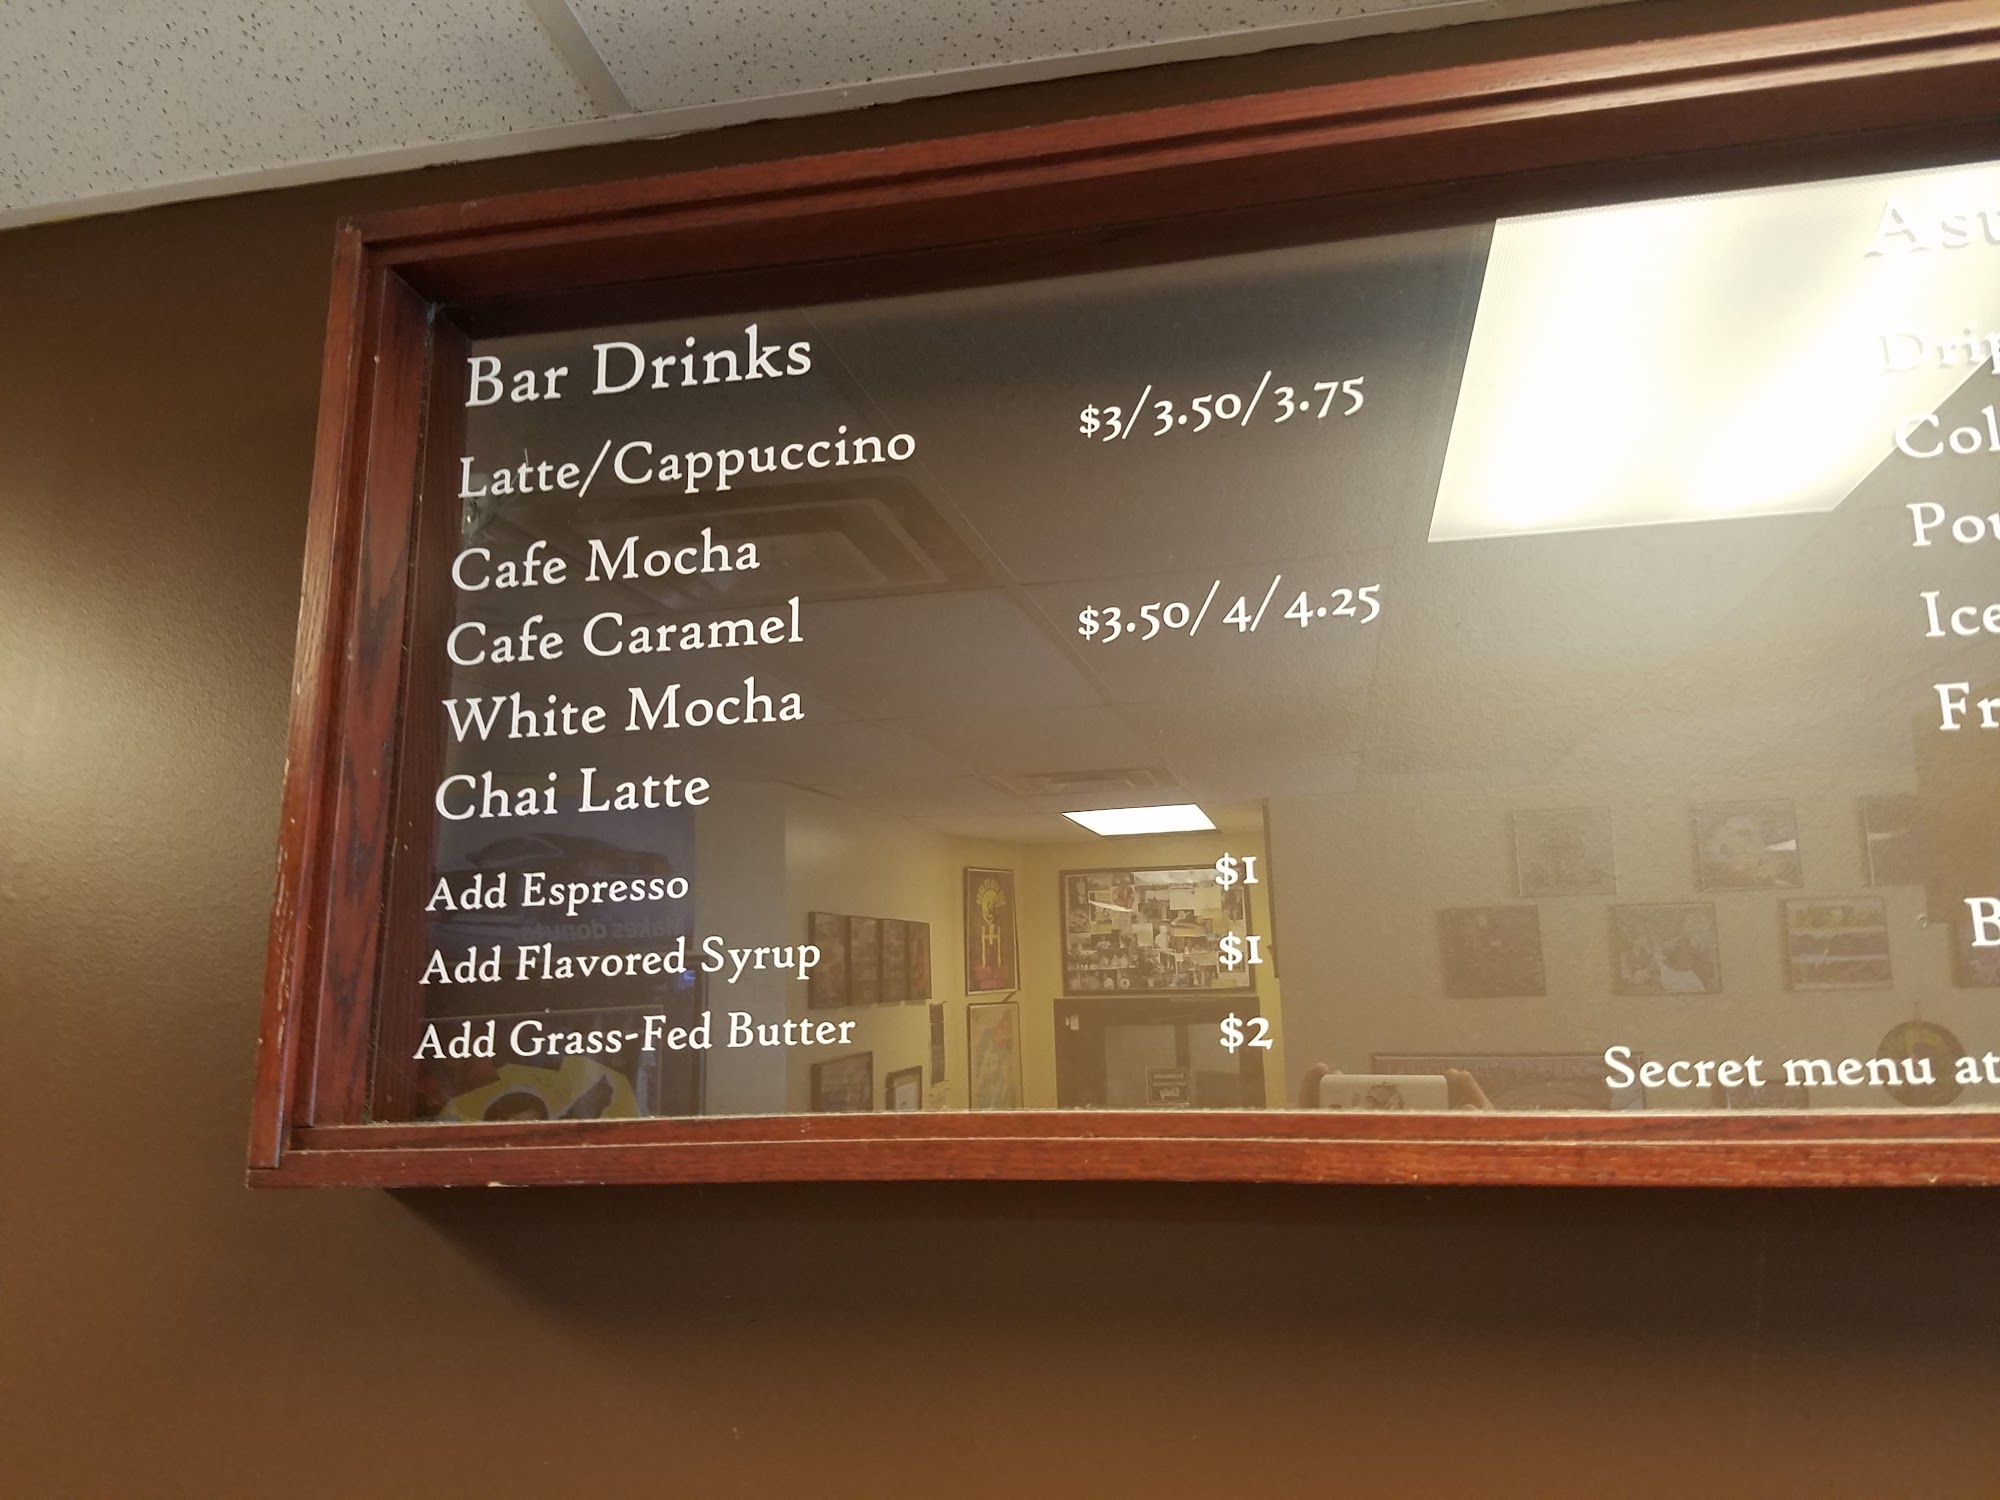 Bar Drinks
Latte/Cappuccino $3/3.50/3.75
Cafe Mocha
Cafe Caramel $3.50/4/4.25
White Mocha
Chai Latte
Add Espresso $1
Add Flavored Syrup $1
Add Grass-Fed Butter $2
Secret menu at